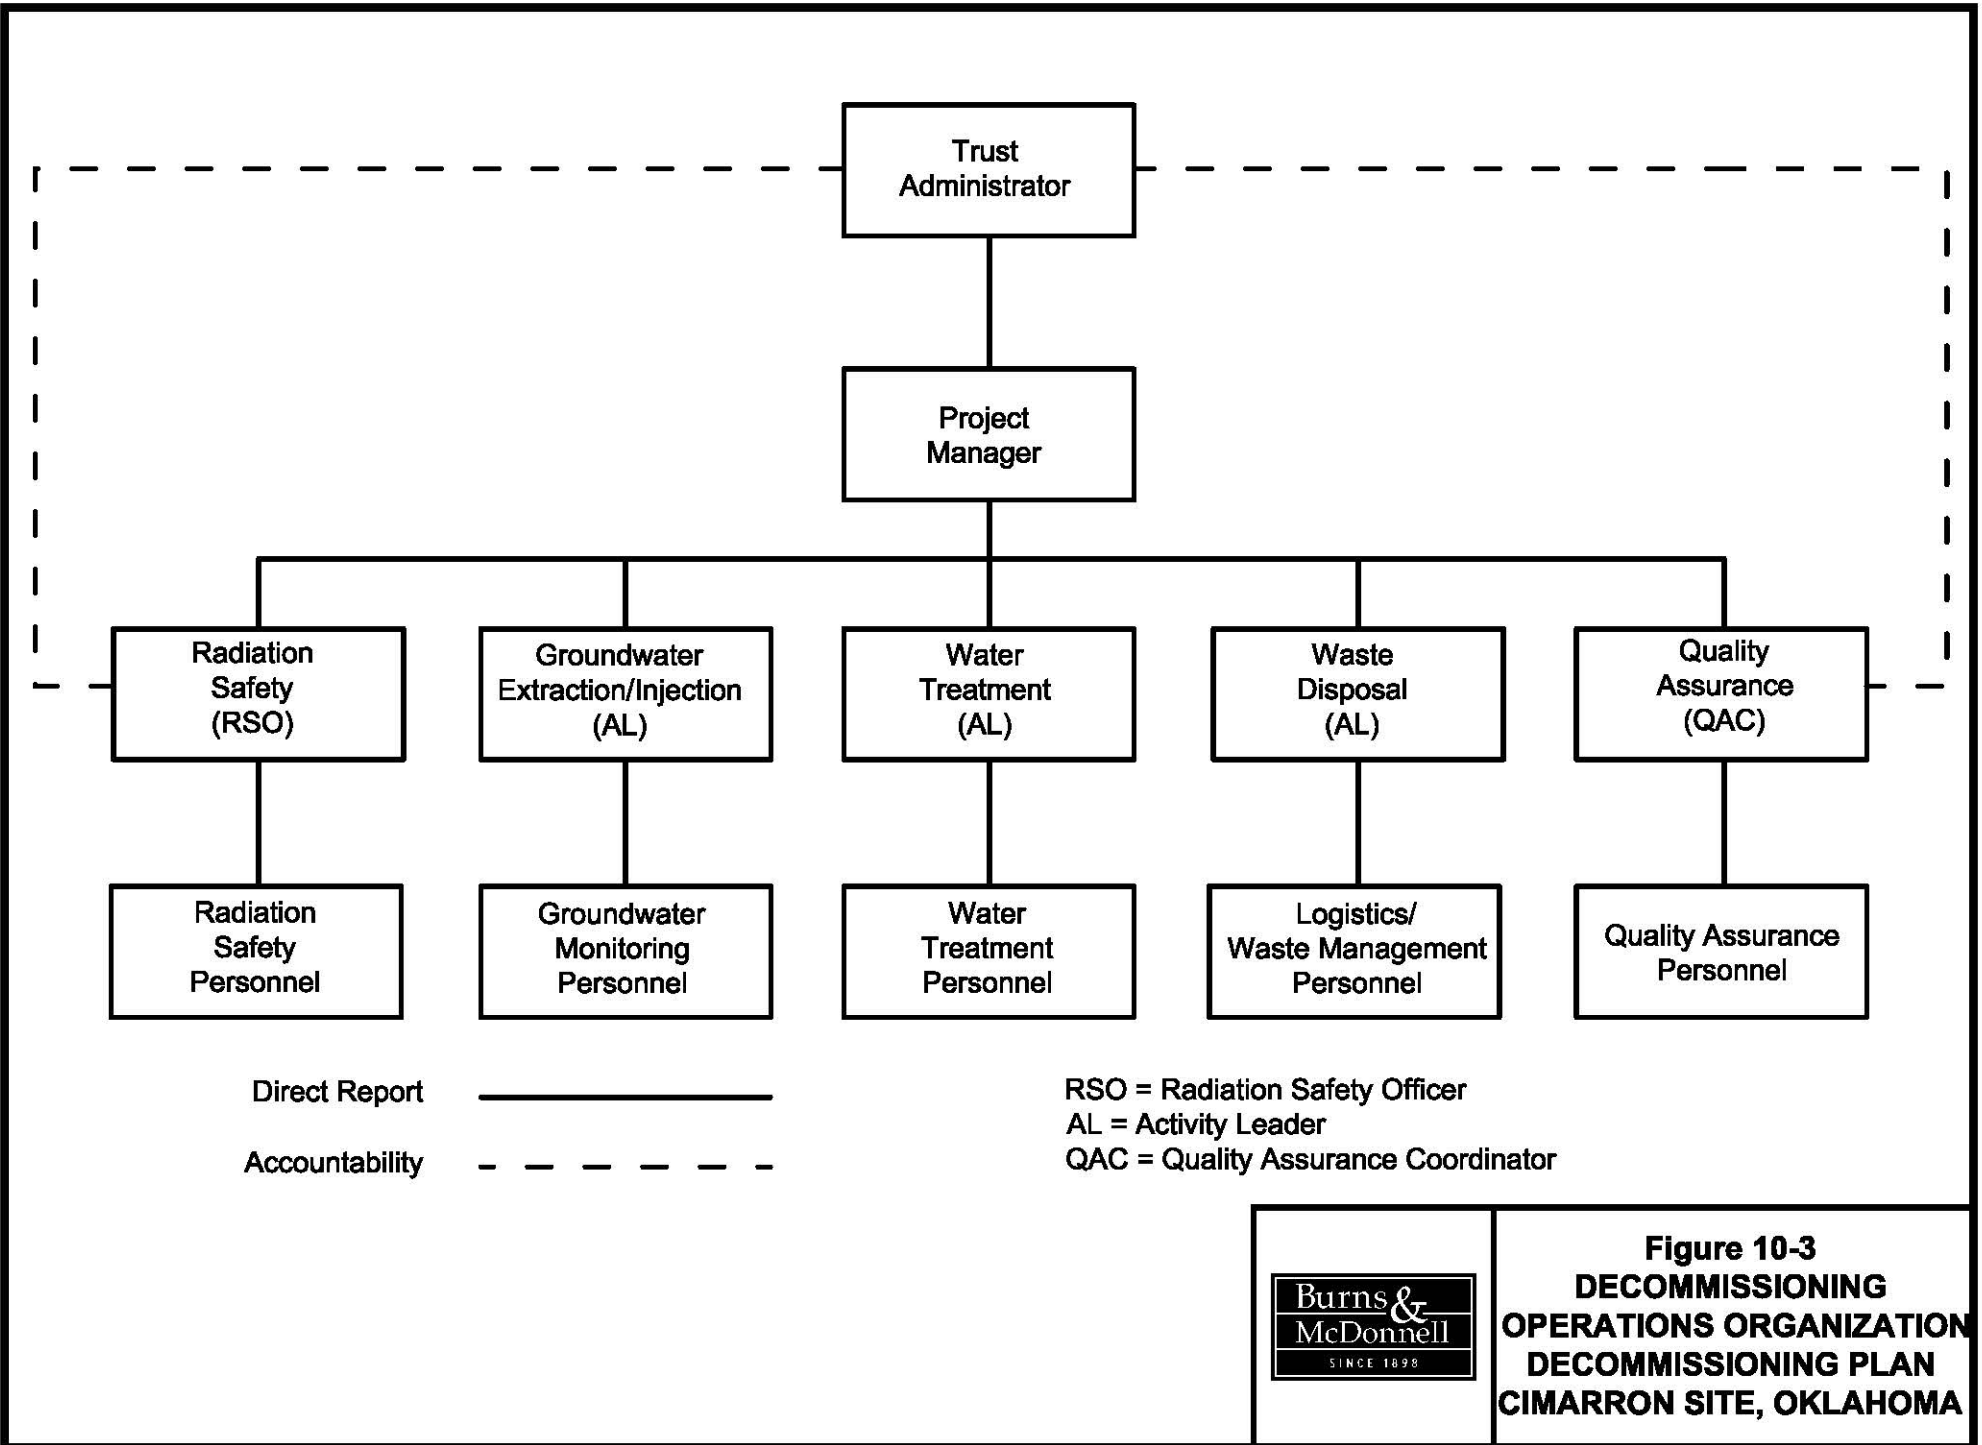 Trust
Administrator
Project
Manager
Radiation
Safety
(RSO)
Groundwater
Extraction/Injection
(AL)
Water
Treatment
(AL)
Waste
Disposal
(AL)
Quality
Assurance
(QAC)
Radiation
Safety
Personnel
Groundwater
Monitoring
Personnel
Water
Treatment
Personnel
Logistics/
Waste Management
Personnel
Quality Assurance
Personnel
Direct Report
Accountability
RSO = Radiation Safety Officer
AL = Activity Leader
QAC = Quality Assurance Coordinator
Burns &
McDonnell
SINCE 1898
Figure 10-3
DECOMMISSIONING
OPERATIONS ORGANIZATION
DECOMMISSIONING PLAN
CIMARRON SITE, OKLAHOMA